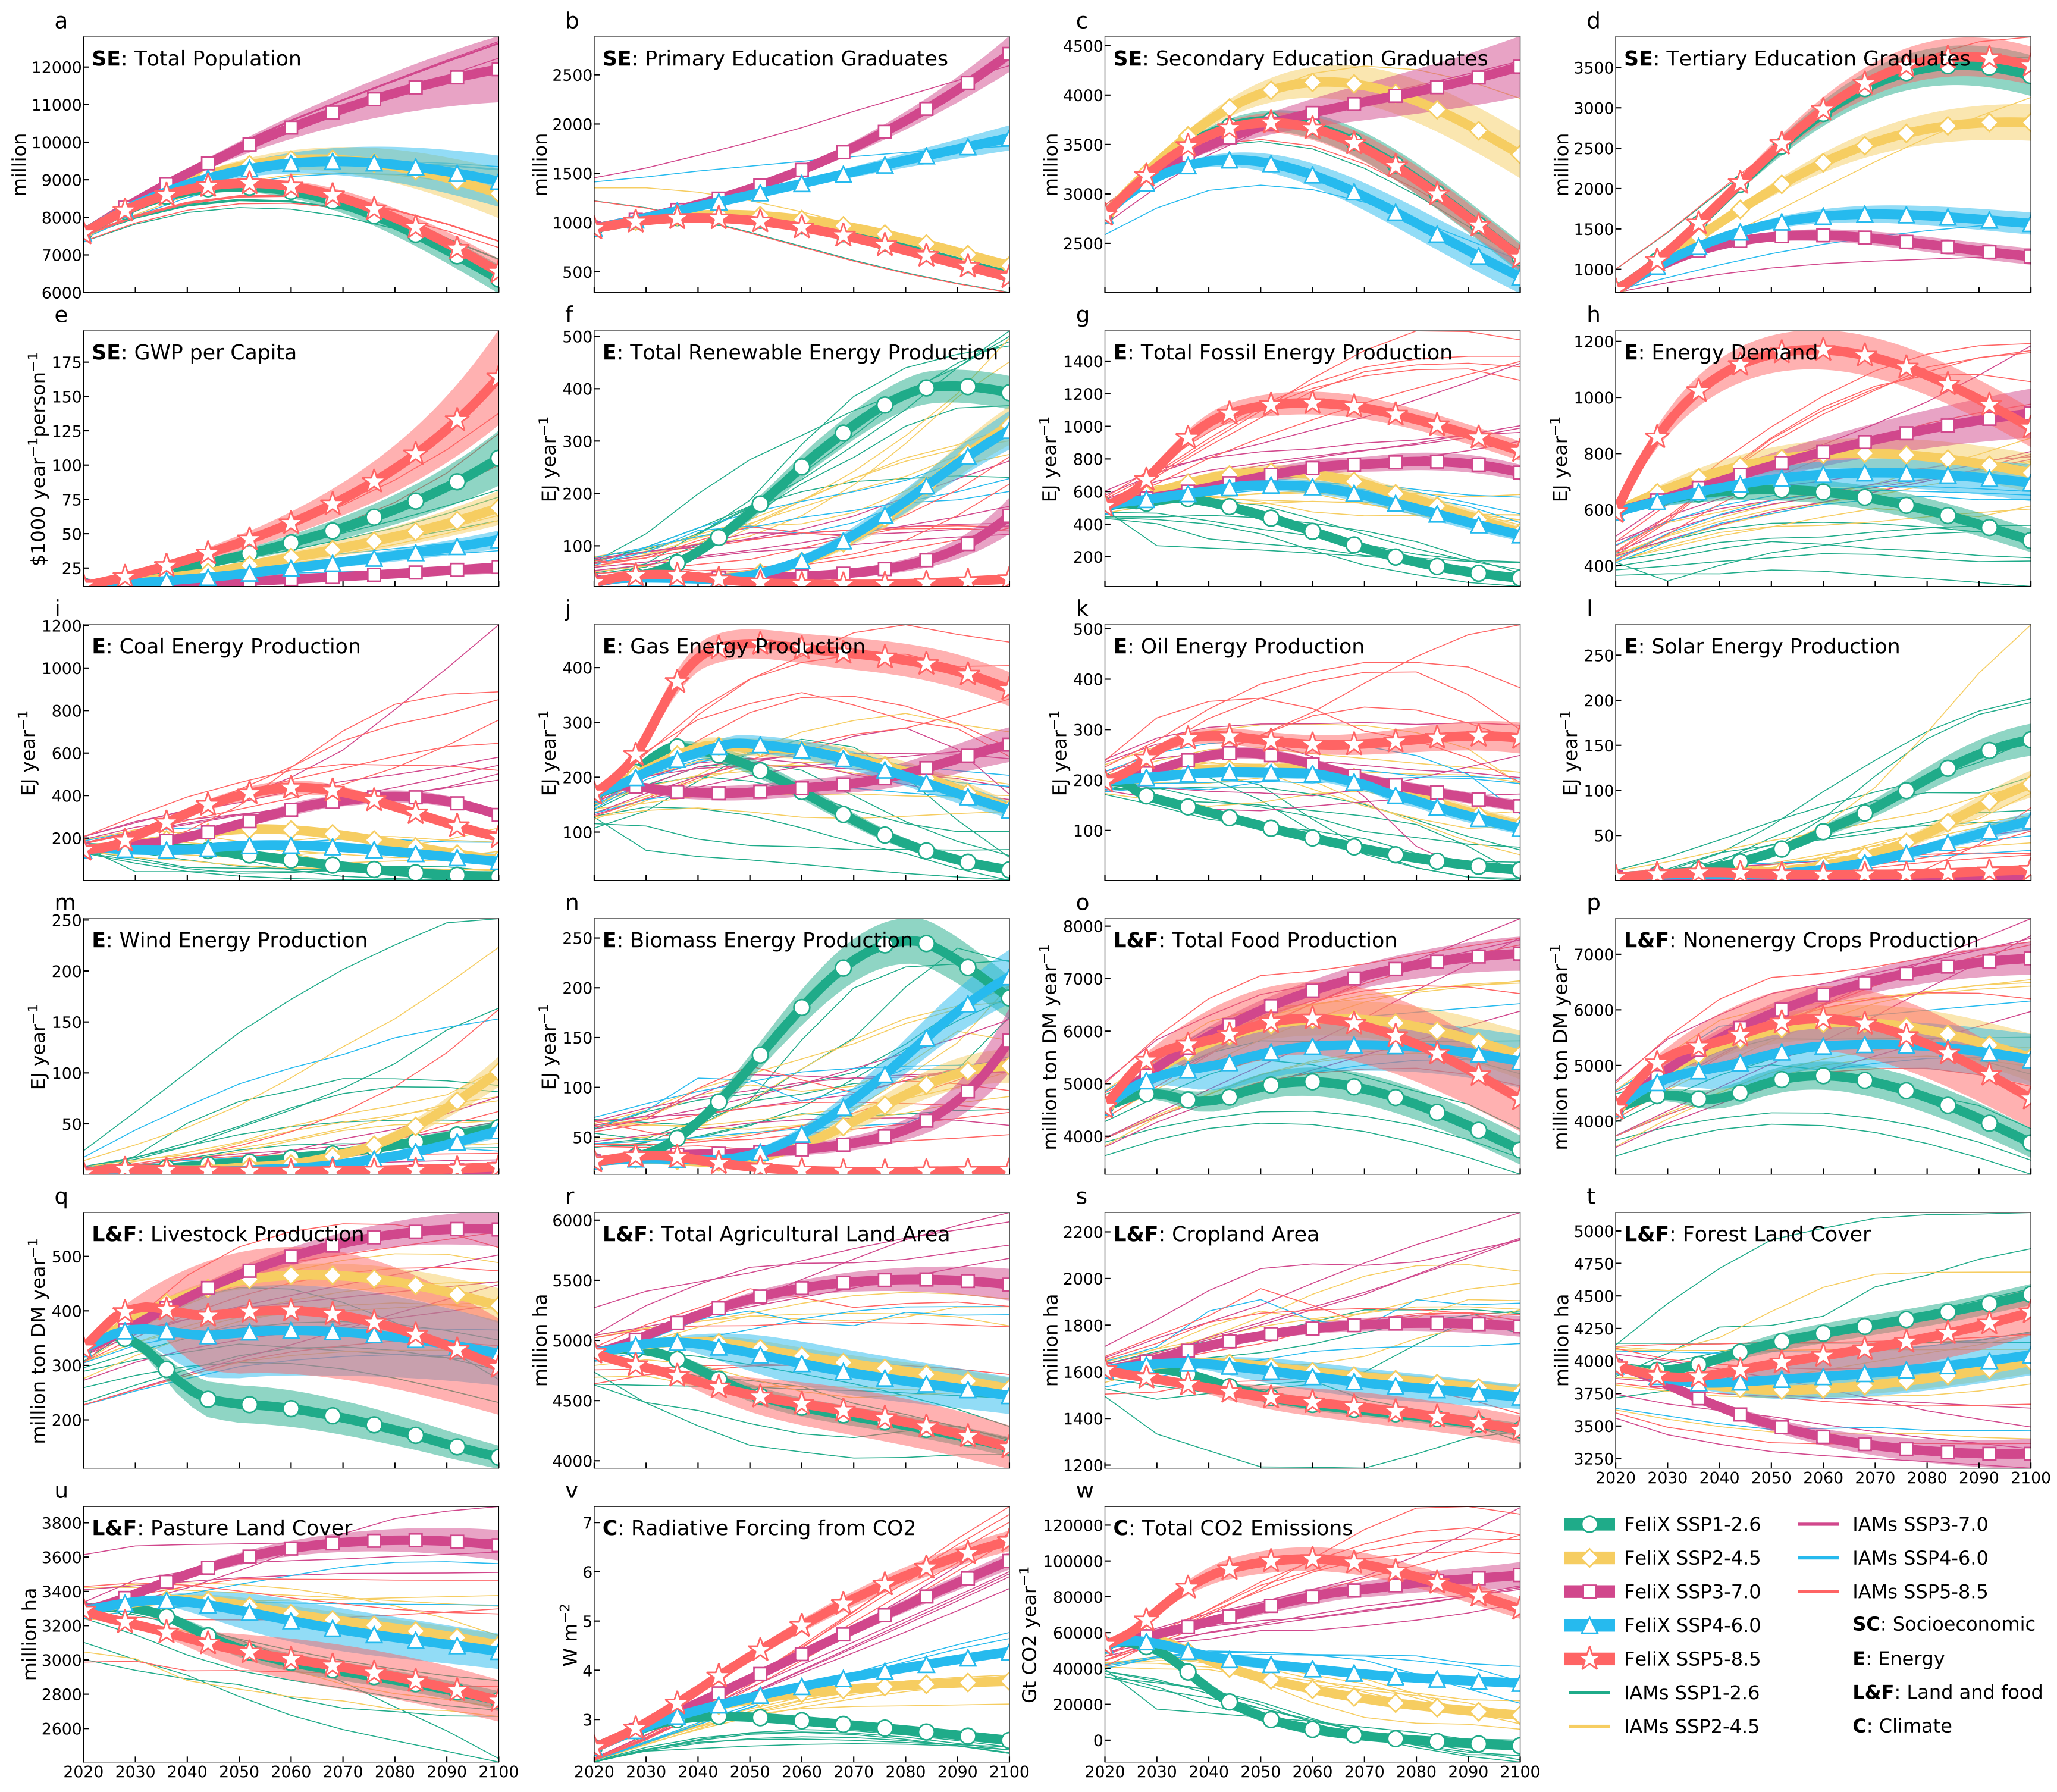 a
SE: Total Population
million
12000
11000
10000
9000
8000
7000
6000
b
SE: Primary Education Graduates
million
2500
2000
1500
1000
500
c
SE: Secondary Education Graduates
million
4500
4000
3500
3000
2500
d
SE: Tertiary Education Graduates
million
3500
3000
2500
2000
1500
1000
e
SE: GWP per Capita
$1000 year⁻¹person⁻¹
175
150
125
100
75
50
25
f
E: Total Renewable Energy Production
EJ year⁻¹
500
400
300
200
100
g
E: Total Fossil Energy Production
EJ year⁻¹
1400
1200
1000
800
600
400
200
h
E: Energy Demand
EJ year⁻¹
1200
1000
800
600
400
i
E: Coal Energy Production
EJ year⁻¹
1200
1000
800
600
400
200
j
E: Gas Energy Production
EJ year⁻¹
400
300
200
100
k
E: Oil Energy Production
EJ year⁻¹
500
400
300
200
100
l
E: Solar Energy Production
EJ year⁻¹
250
200
150
100
50
m
E: Wind Energy Production
EJ year⁻¹
250
200
150
100
50
n
E: Biomass Energy Production
EJ year⁻¹
250
200
150
100
50
o
L&F: Total Food Production
million ton DM year⁻¹
8000
7000
6000
5000
4000
p
L&F: Nonenergy Crops Production
million ton DM year⁻¹
7000
6000
5000
4000
q
L&F: Livestock Production
million ton DM year⁻¹
500
400
300
200
r
L&F: Total Agricultural Land Area
million ha
6000
5500
5000
4500
4000
s
L&F: Cropland Area
million ha
2200
2000
1800
1600
1400
1200
t
L&F: Forest Land Cover
million ha
5000
4750
4500
4250
4000
3750
3500
3250
2020 2030 2040 2050 2060 2070 2080 2090 2100
u
L&F: Pasture Land Cover
million ha
3800
3600
3400
3200
3000
2800
2600
2020 2030 2040 2050 2060 2070 2080 2090 2100
v
C: Radiative Forcing from CO2
W m⁻²
7
6
5
4
3
2020 2030 2040 2050 2060 2070 2080 2090 2100
w
C: Total CO2 Emissions
Gt CO2 year⁻¹
120000
100000
80000
60000
40000
20000
0
2020 2030 2040 2050 2060 2070 2080 2090 2100
FeliX SSP1-2.6
FeliX SSP2-4.5
FeliX SSP3-7.0
FeliX SSP4-6.0
FeliX SSP5-8.5
IAMs SSP1-2.6
IAMs SSP2-4.5
IAMs SSP3-7.0
IAMs SSP4-6.0
IAMs SSP5-8.5
SC: Socioeconomic
E: Energy
L&F: Land and food
C: Climate